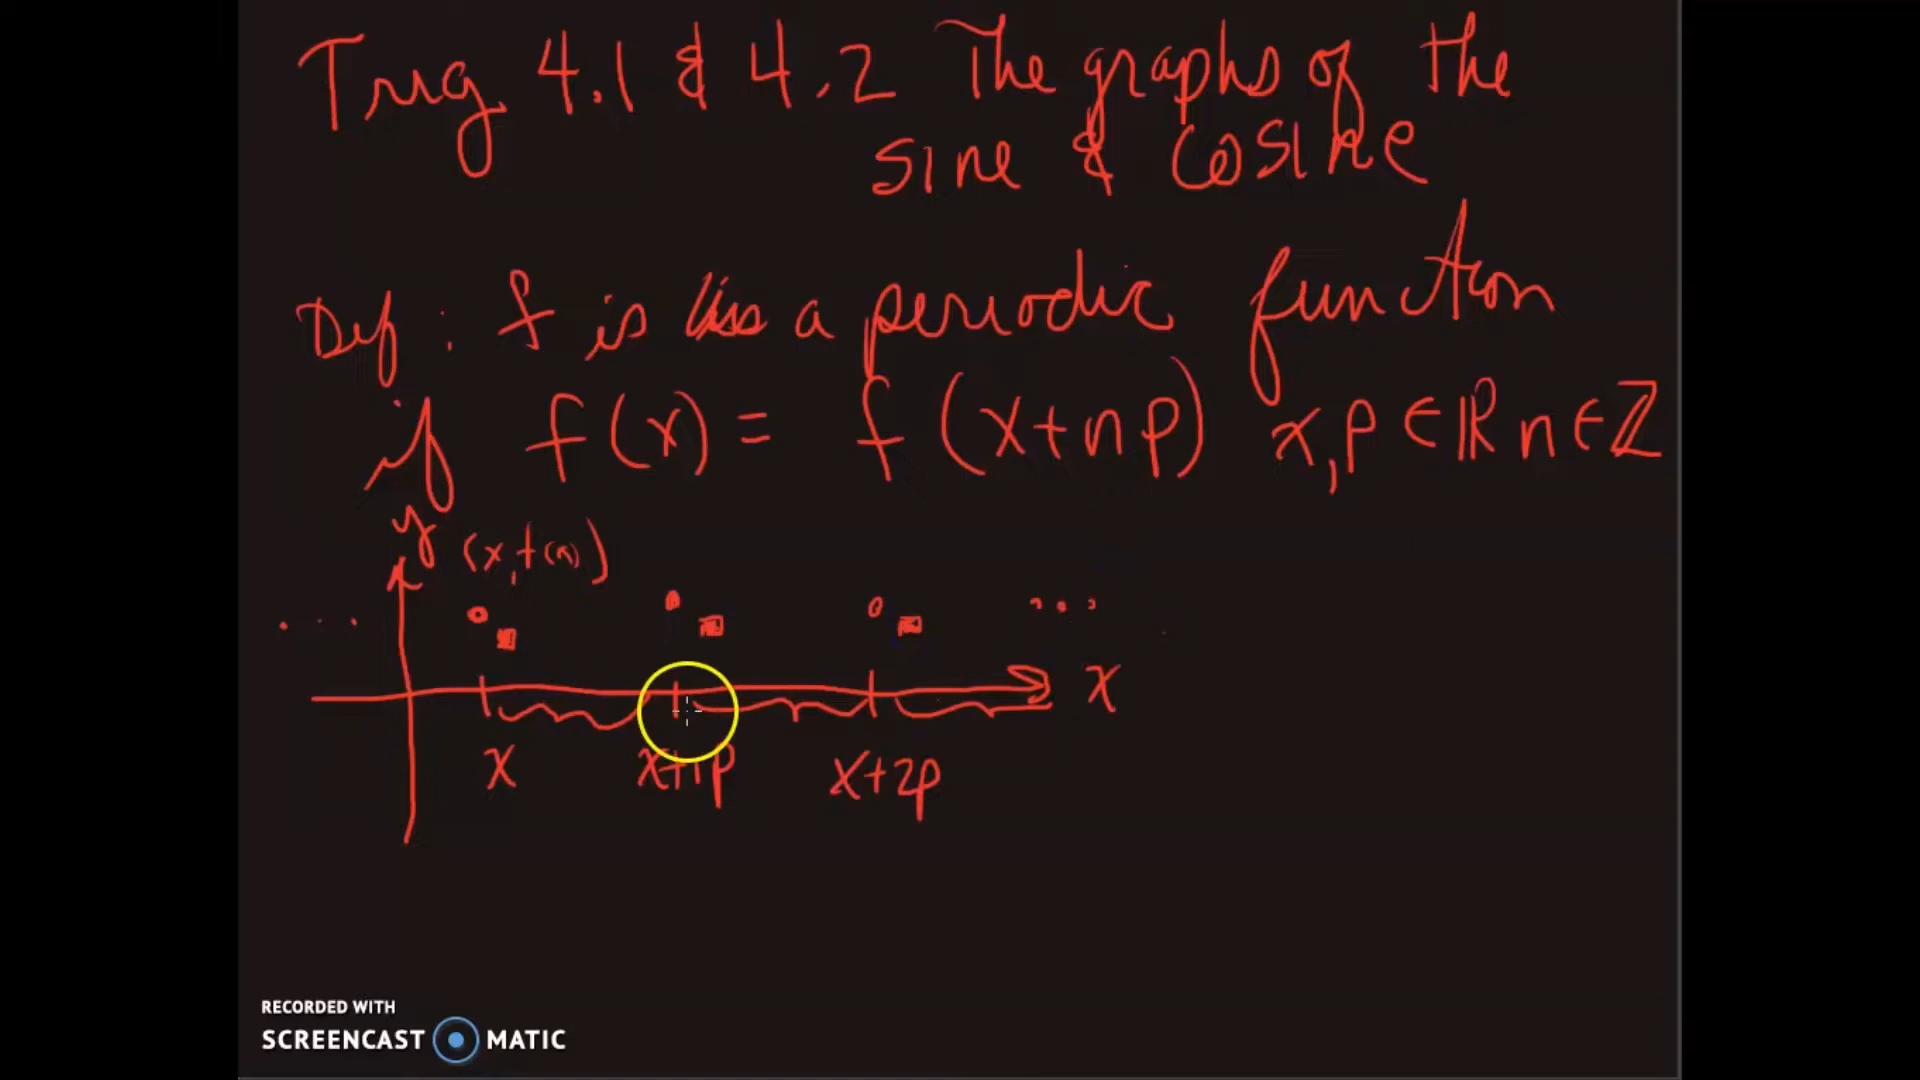 Trig 4.1 & 4.2 The graphs of the
sine & cosine
Def: f is a periodic function
if f(x) = f(x+np) x,p ∈ ℝ n ∈ ℤ
y (x, f(x))
... ...
x
x x+1p x+2p
RECORDED WITH
SCREENCAST MATIC